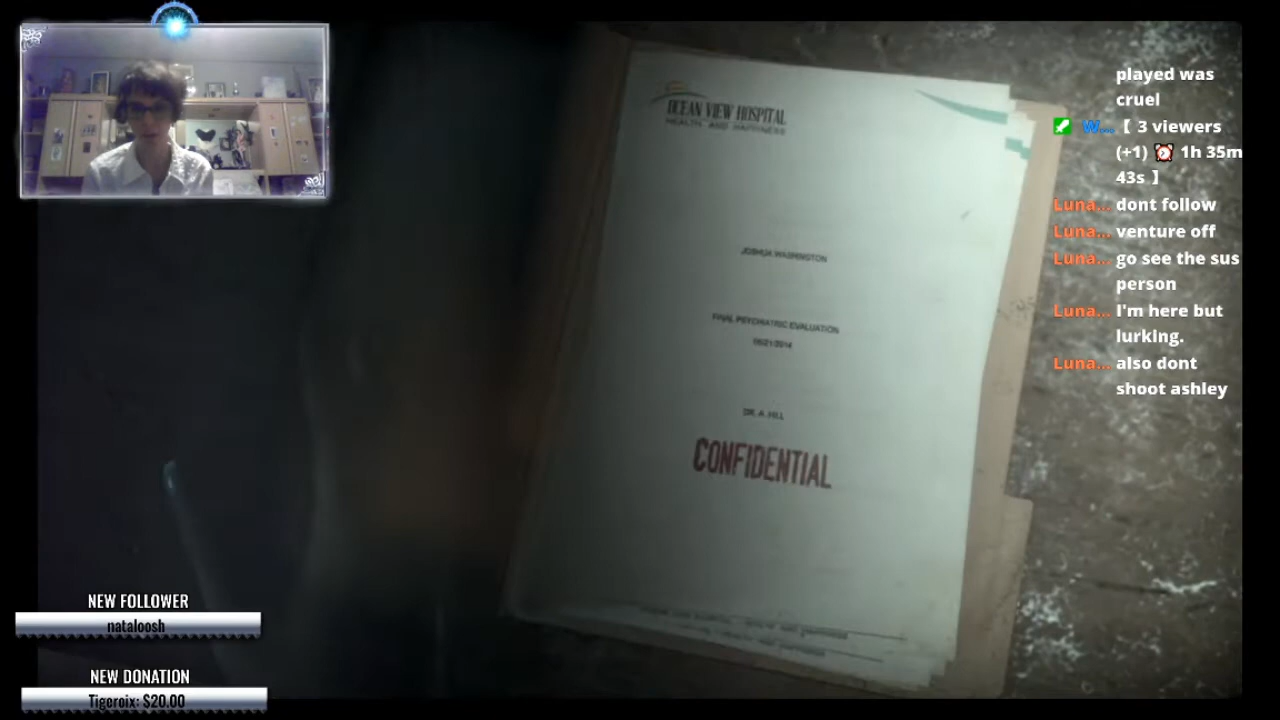 OCEAN VIEW HOSPITAL
HEALTH AND HAPPINESS
JOSHUA WASHINGTON
FINAL PSYCHIATRIC EVALUATION
DR. A. HILL
CONFIDENTIAL
played was
cruel
W... 【 3 viewers
(+1) ⏰ 1h 35m
43s 】
Luna... dont follow
Luna... venture off
Luna... go see the sus
person
Luna... I'm here but
lurking.
Luna... also dont
shoot ashley
NEW FOLLOWER
nataloosh
NEW DONATION
Tigeroix: $20.00